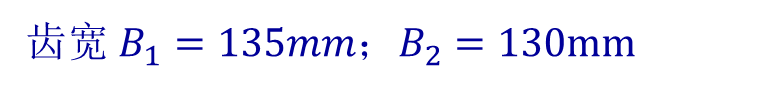 齿宽 B₁ = 135mm；B₂ = 130mm